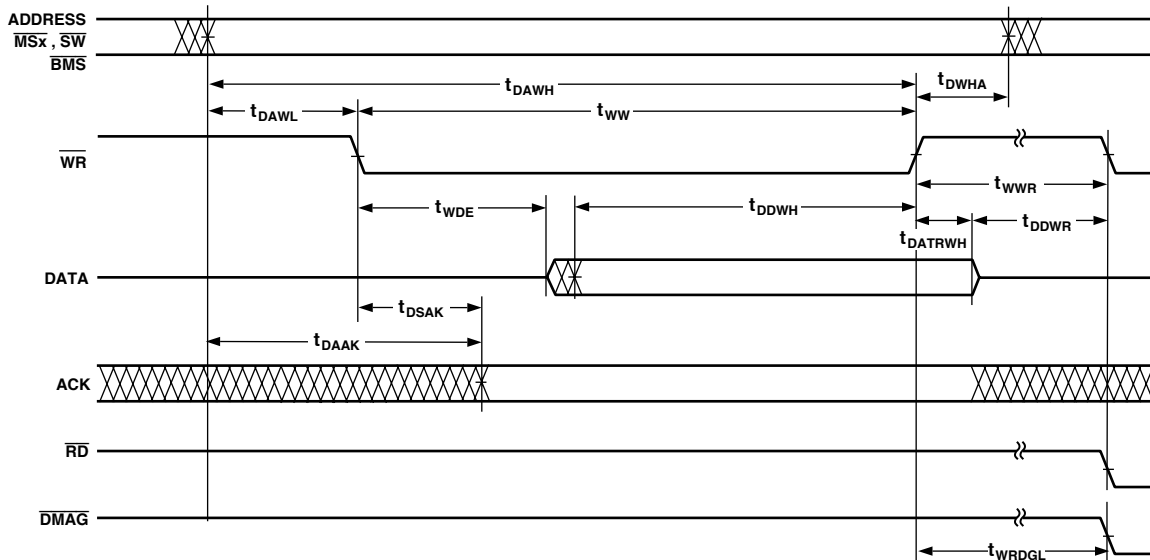 ADDRESS
MSx , SW
BMS
tDAWH
tDWHA
tDAWL
tWW
WR
tWWR
tWDE
tDDWH
tDATRWH
tDDWR
DATA
tDSAK
tDAAK
ACK
RD
DMAG
tWRDGL